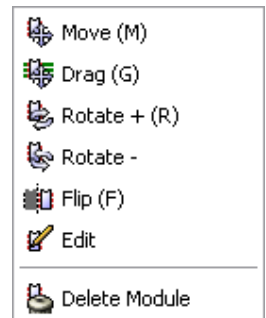 Move (M)
Drag (G)
Rotate + (R)
Rotate -
Flip (F)
Edit
Delete Module